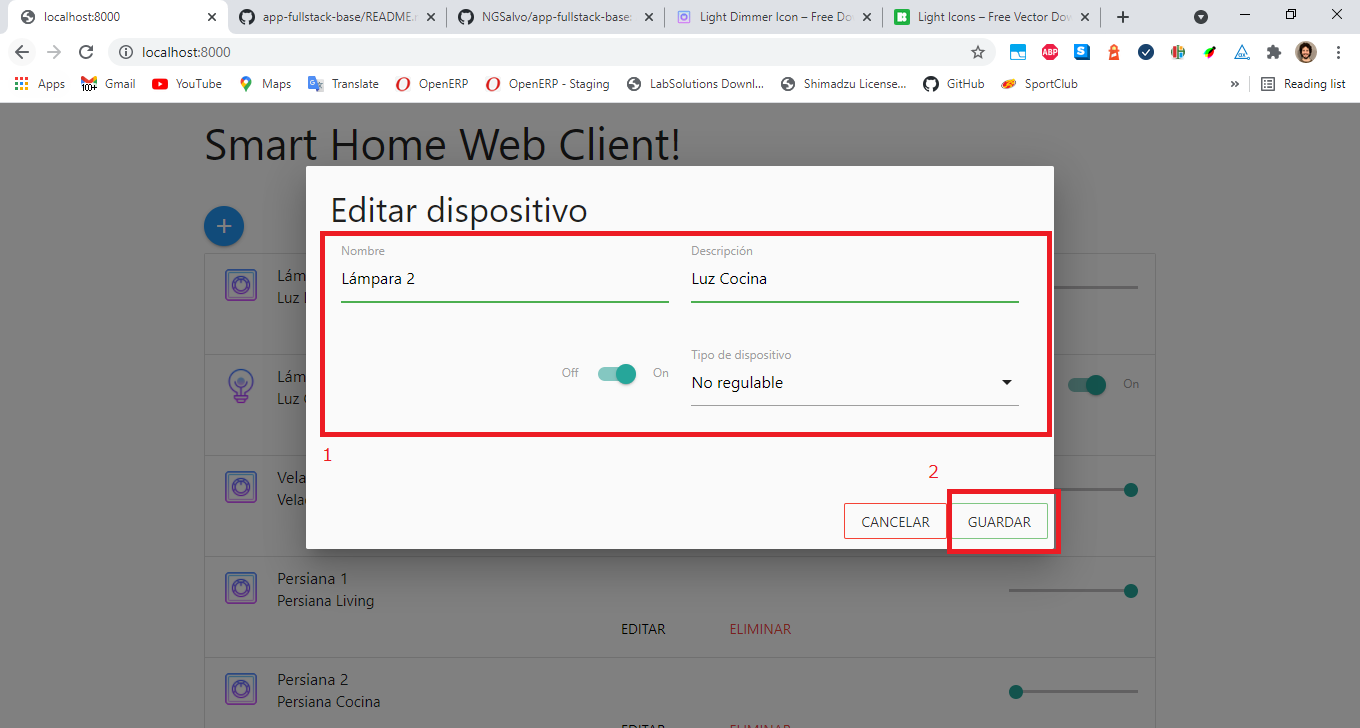 localhost:8000
app-fullstack-base/README.
NGSalvo/app-fullstack-base:
Light Dimmer Icon – Free Do
Light Icons – Free Vector Dov
localhost:8000
ABP
S
Apps
100+
Gmail
YouTube
Maps
Translate
OpenERP
OpenERP - Staging
LabSolutions Downl...
Shimadzu License...
GitHub
SportClub
»
Reading list
Smart Home Web Client!
+
Editar dispositivo
Nombre
Descripción
Lámpara 2
Luz Cocina
Tipo de dispositivo
Off
On
No regulable
1
2
CANCELAR
GUARDAR
Lám
Luz
Lám
Luz
On
Vela
Vela
Persiana 1
Persiana Living
EDITAR
ELIMINAR
Persiana 2
Persiana Cocina
EDITAR
ELIMINAR